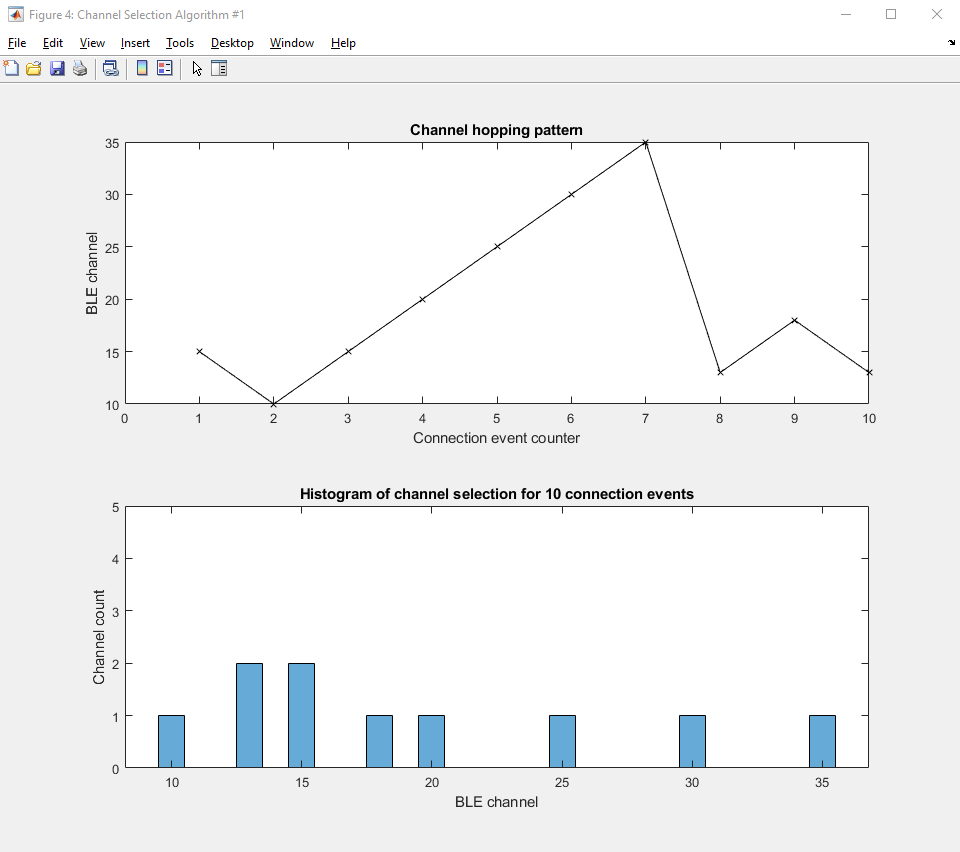 Figure 4: Channel Selection Algorithm #1
File Edit View Insert Tools Desktop Window Help
Channel hopping pattern
35
30
25
20
15
10
BLE channel
0 1 2 3 4 5 6 7 8 9 10
Connection event counter
Histogram of channel selection for 10 connection events
5
4
3
2
1
0
Channel count
10 15 20 25 30 35
BLE channel